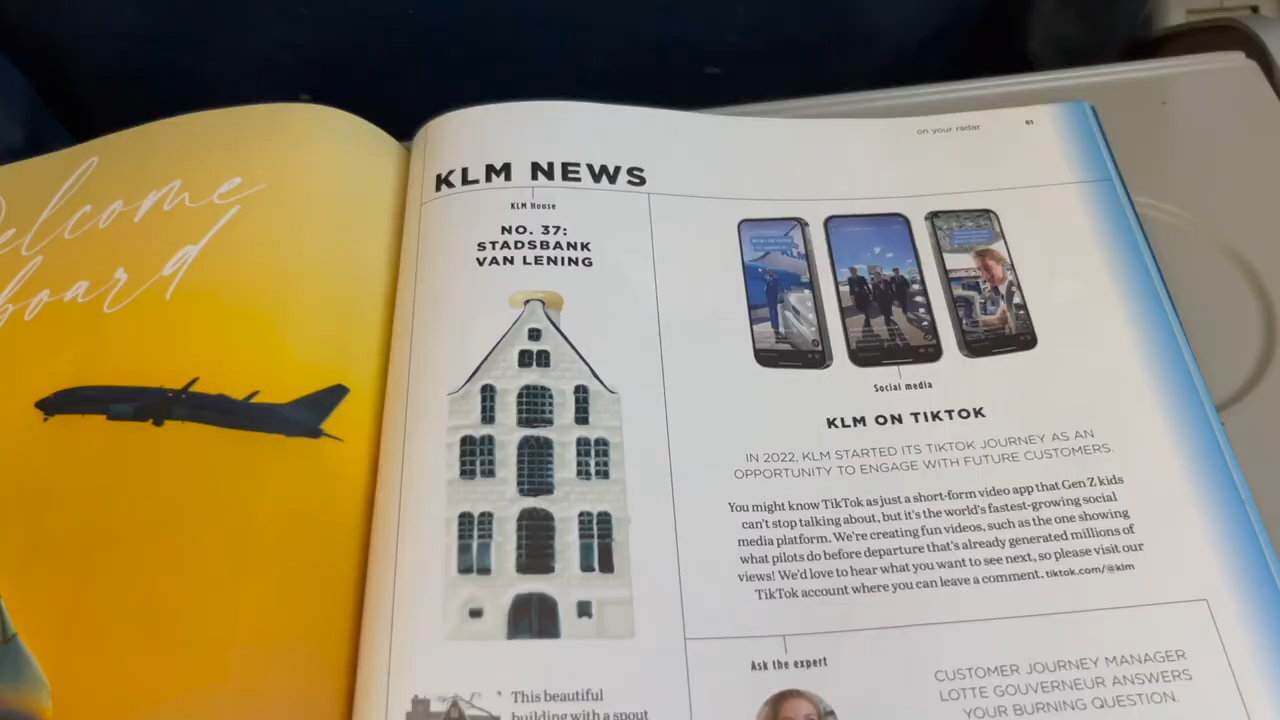 elcome
board
on your radar
61
KLM NEWS
KLM House
NO. 37:
STADSBANK
VAN LENING
Social media
KLM ON TIKTOK
IN 2022, KLM STARTED ITS TIKTOK JOURNEY AS AN
OPPORTUNITY TO ENGAGE WITH FUTURE CUSTOMERS.
You might know TikTok as just a short-form video app that Gen Z kids
can't stop talking about, but it's the world's fastest-growing social
media platform. We're creating fun videos, such as the one showing
what pilots do before departure that's already generated millions of
views! We'd love to hear what you want to see next, so please visit our
TikTok account where you can leave a comment. tiktok.com/@klm
Ask the expert
CUSTOMER JOURNEY MANAGER
LOTTE GOUVERNEUR ANSWERS
YOUR BURNING QUESTION.
This beautiful
building with a spout